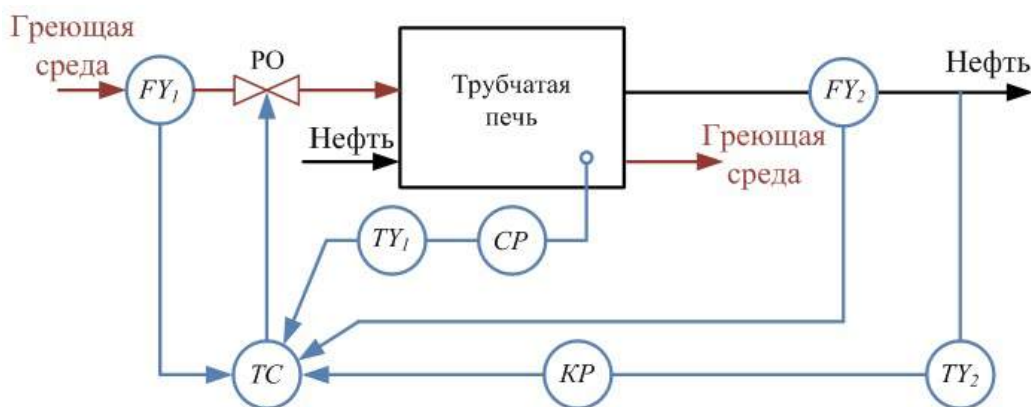 Греющая
среда
FY1
РО
Трубчатая
печь
FY2
Нефть
Нефть
Греющая
среда
TY1
СР
TC
КР
TY2